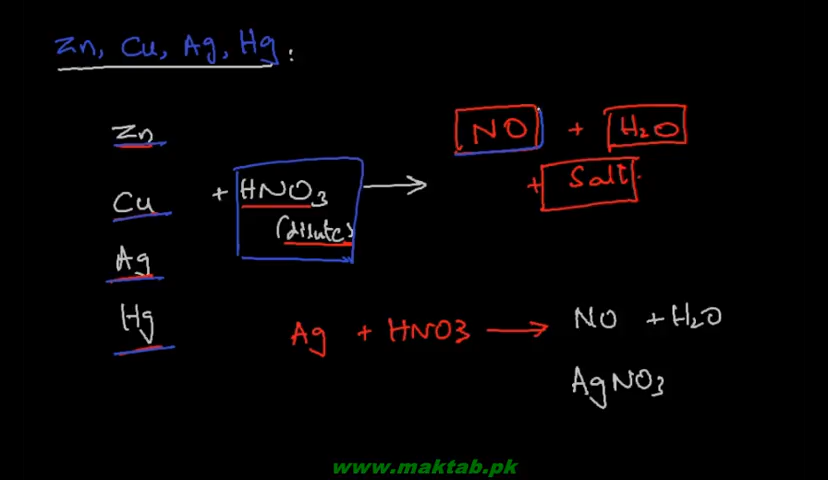 Zn, Cu, Ag, Hg :
Zn
Cu
Ag
Hg
+ HNO3
(dilute)
NO + H2O
+ Salt
Ag + HNO3 → NO + H2O
AgNO3
www.maktab.pk